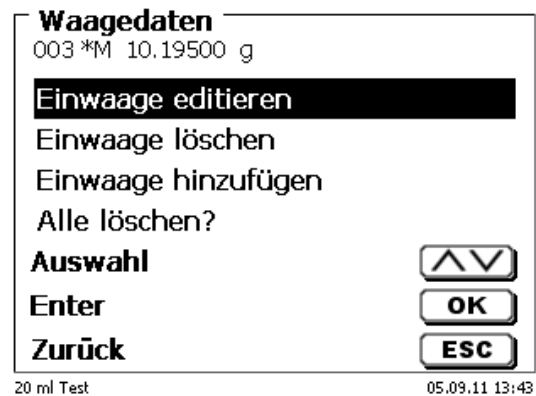 Waagedaten
003 *M 10.19500 g
Einwaage editieren
Einwaage löschen
Einwaage hinzufügen
Alle löschen?
Auswahl
Enter OK
Zurück ESC
20 ml Test 05.09.11 13:43